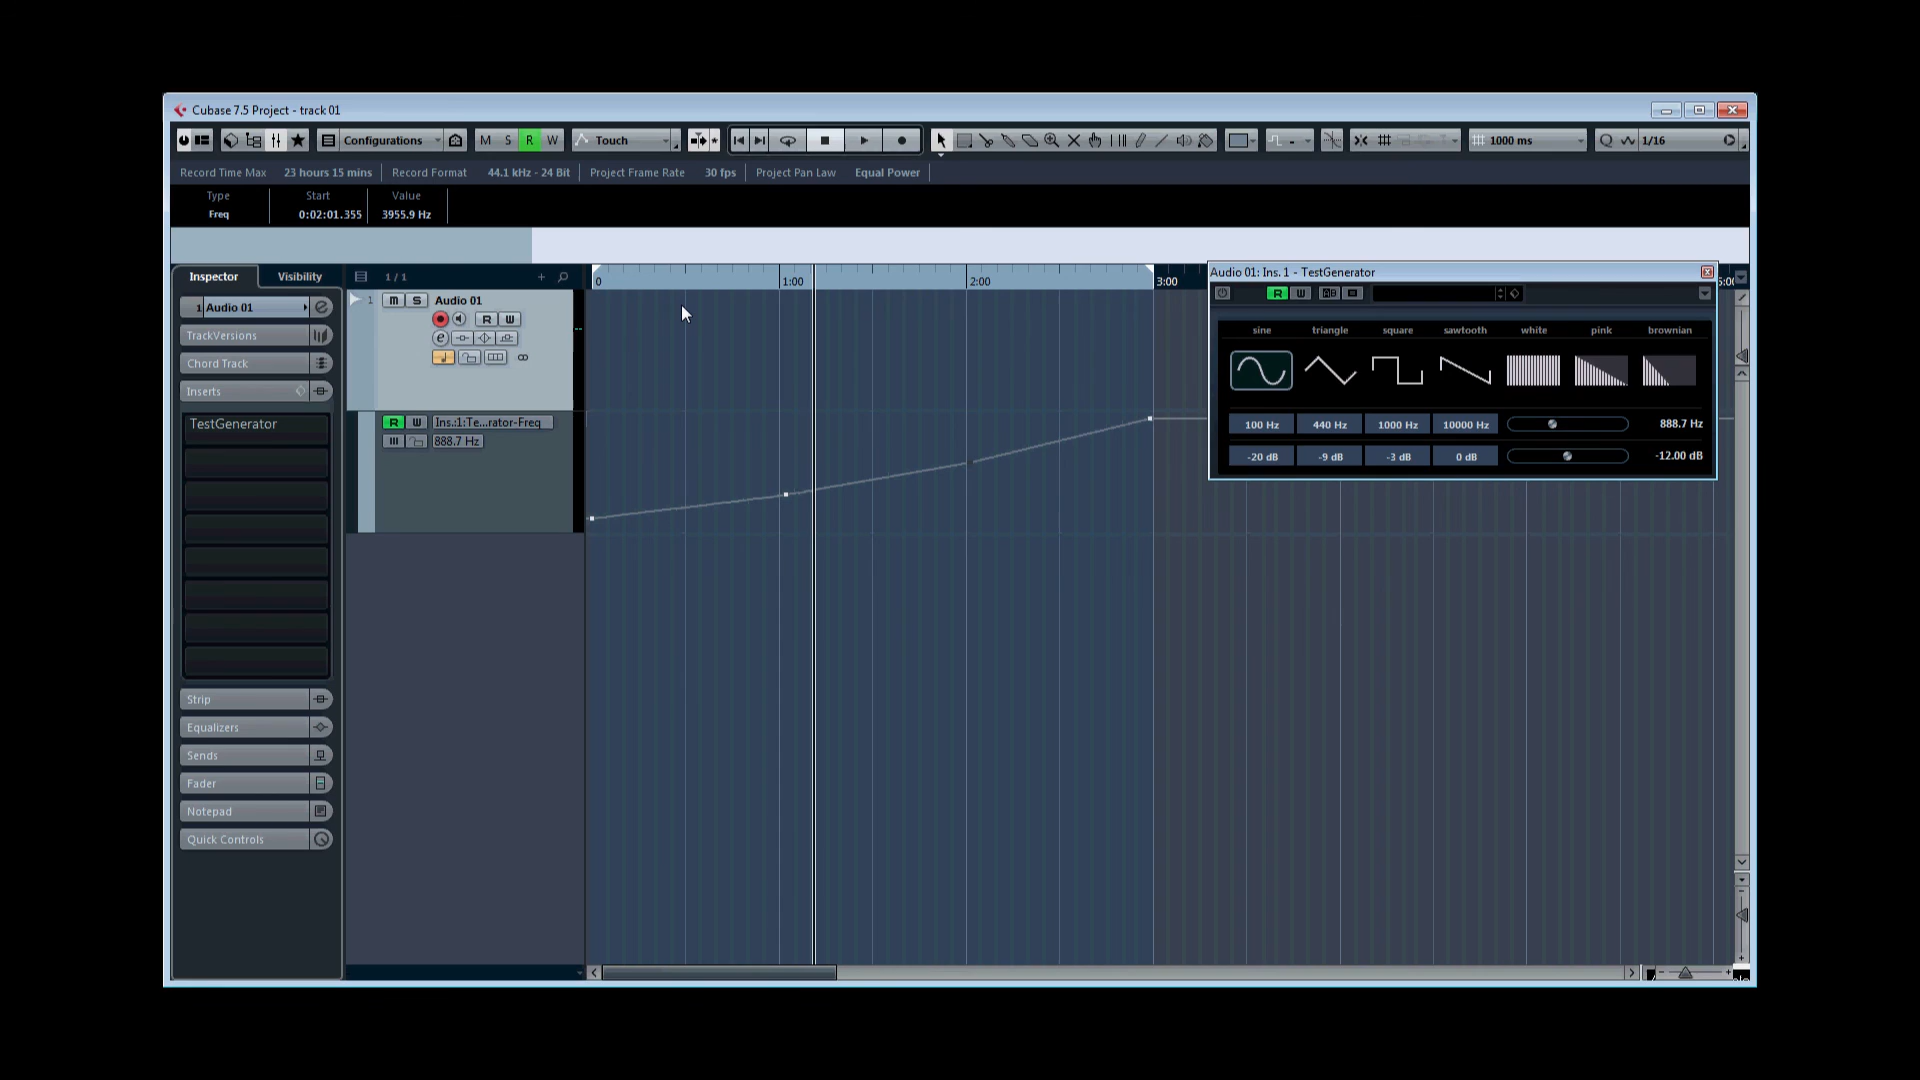 Cubase 7.5 Project - track 01
Configurations M S R W Touch 1000 ms 1/16
Record Time Max 23 hours 15 mins Record Format 44.1 kHz - 24 Bit Project Frame Rate 30 fps Project Pan Law Equal Power
Type Start Value
Freq 0:02:01.355 3955.9 Hz
Inspector Visibility 1 / 1
0 1:00 2:00 3:00
1 Audio 01
TrackVersions
Chord Track
Inserts
TestGenerator
Strip
Equalizers
Sends
Fader
Notepad
Quick Controls
1 m S Audio 01
R W
e
R W Ins.:1:Te...rator-Freq
888.7 Hz
Audio 01: Ins. 1 - TestGenerator
R W
sine triangle square sawtooth white pink brownian
100 Hz 440 Hz 1000 Hz 10000 Hz 888.7 Hz
-20 dB -9 dB -3 dB 0 dB -12.00 dB